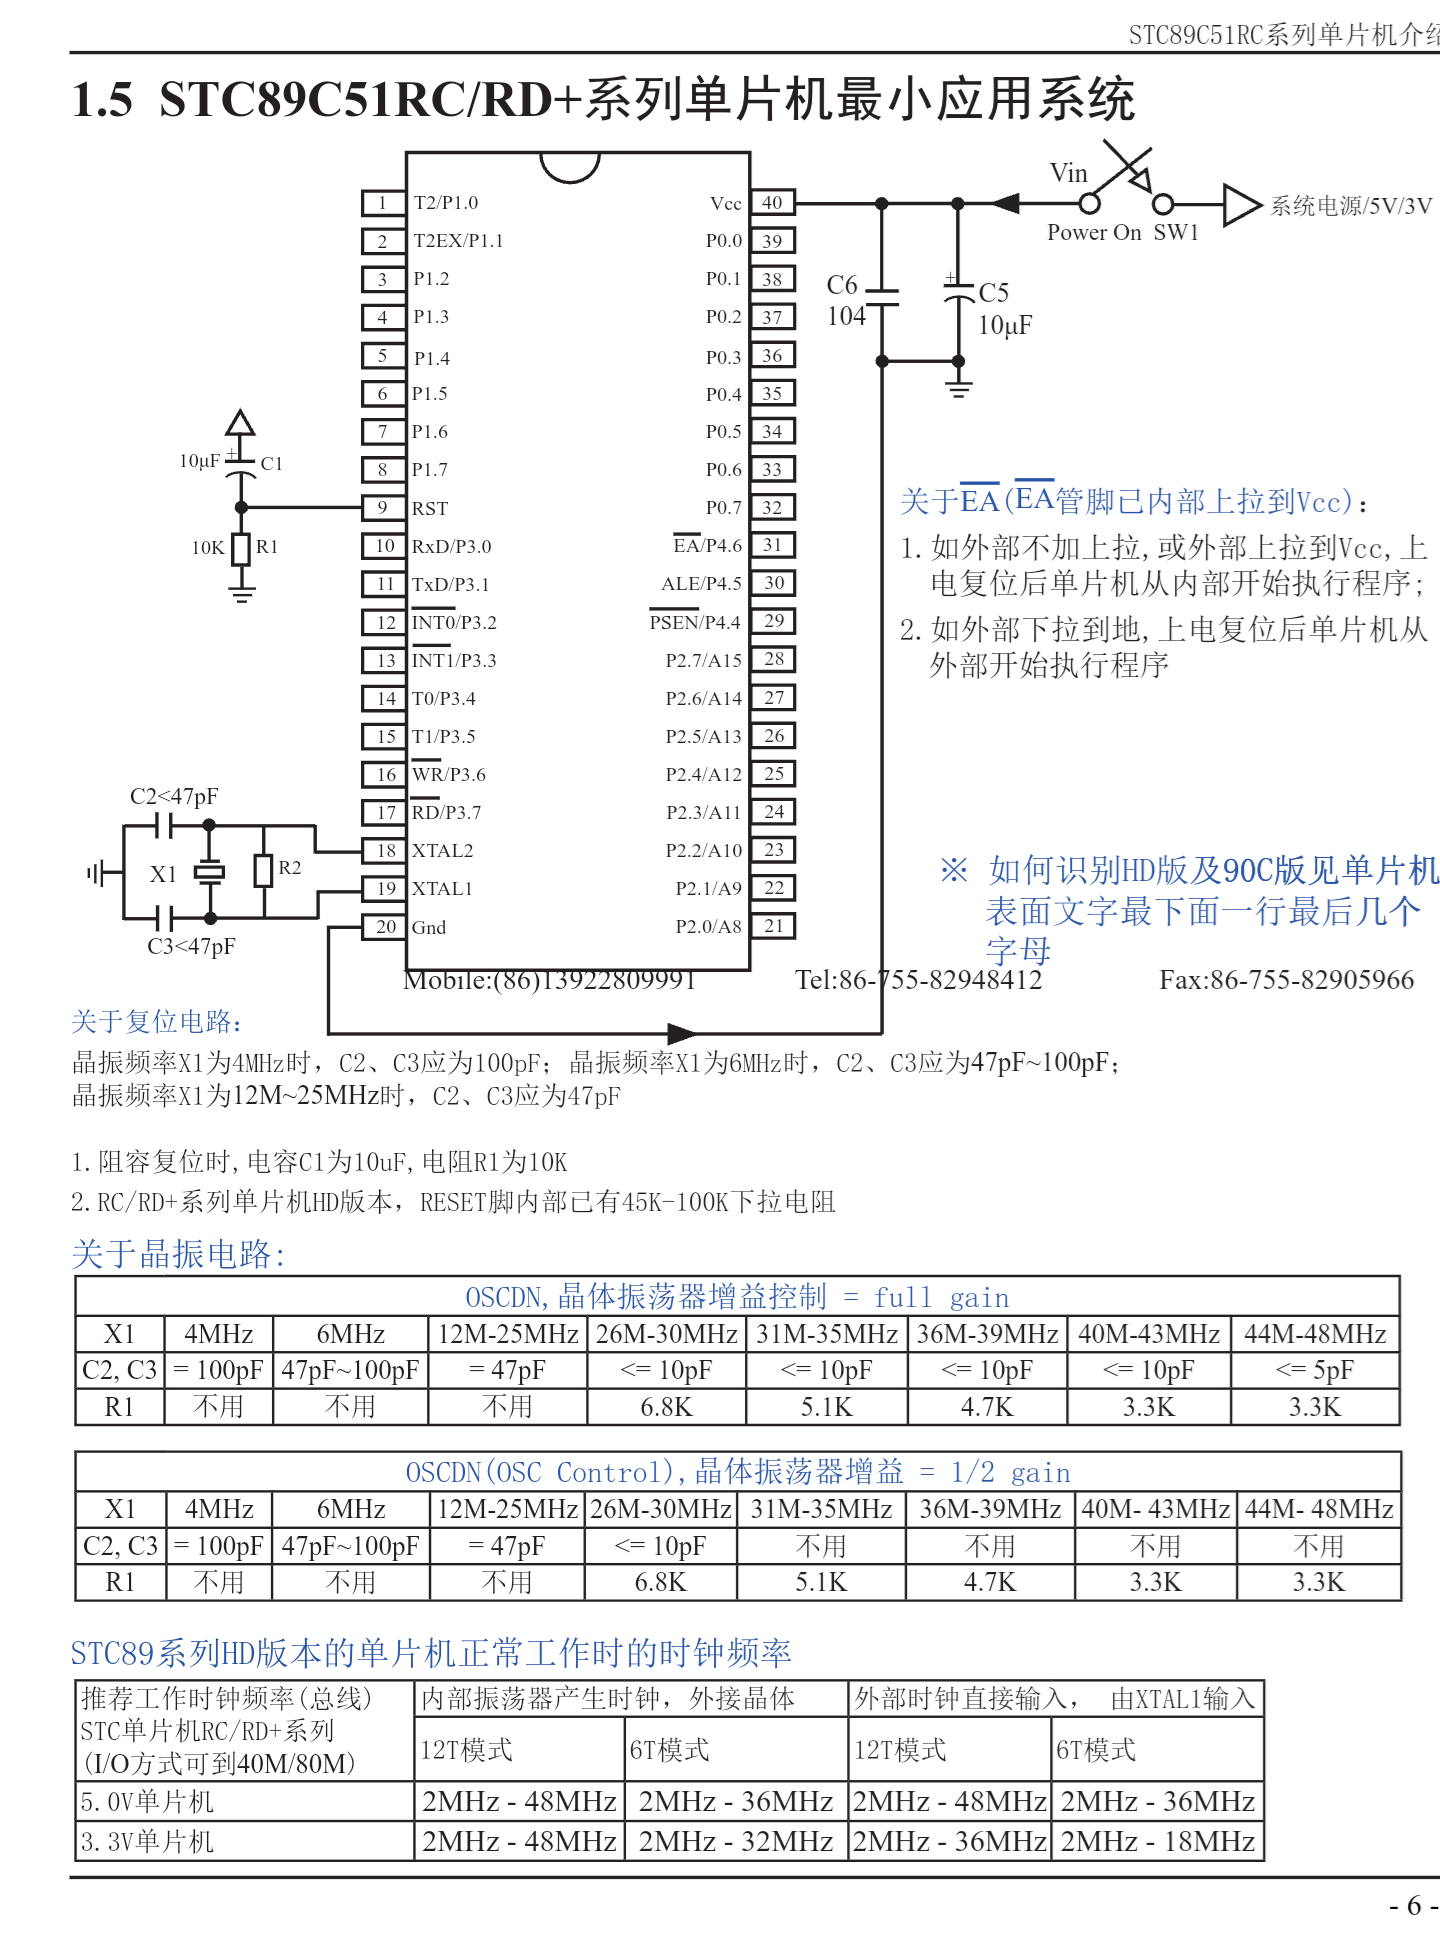 STC89C51RC系列单片机介绍
1.5 STC89C51RC/RD+系列单片机最小应用系统
1 T2/P1.0
2 T2EX/P1.1
3 P1.2
4 P1.3
5 P1.4
6 P1.5
7 P1.6
8 P1.7
9 RST
10 RxD/P3.0
11 TxD/P3.1
12 INT0/P3.2
13 INT1/P3.3
14 T0/P3.4
15 T1/P3.5
16 WR/P3.6
17 RD/P3.7
18 XTAL2
19 XTAL1
20 Gnd
Vcc 40
P0.0 39
P0.1 38
P0.2 37
P0.3 36
P0.4 35
P0.5 34
P0.6 33
P0.7 32
EA/P4.6 31
ALE/P4.5 30
PSEN/P4.4 29
P2.7/A15 28
P2.6/A14 27
P2.5/A13 26
P2.4/A12 25
P2.3/A11 24
P2.2/A10 23
P2.1/A9 22
P2.0/A8 21
10μF + C1
10K R1
C2<47pF
X1 R2
C3<47pF
Vin
系统电源/5V/3V
Power On SW1
C6
104
+
C5
10μF
关于EA(EA管脚已内部上拉到Vcc)：
1.如外部不加上拉,或外部上拉到Vcc,上
电复位后单片机从内部开始执行程序;
2.如外部下拉到地,上电复位后单片机从
外部开始执行程序
※ 如何识别HD版及90C版见单片机
表面文字最下面一行最后几个
字母
Mobile:(86)13922809991 Tel:86-755-82948412 Fax:86-755-82905966
关于复位电路：
晶振频率X1为4MHz时，C2、C3应为100pF；晶振频率X1为6MHz时，C2、C3应为47pF~100pF；
晶振频率X1为12M~25MHz时，C2、C3应为47pF
1.阻容复位时,电容C1为10uF,电阻R1为10K
2.RC/RD+系列单片机HD版本，RESET脚内部已有45K-100K下拉电阻
关于晶振电路:
OSCDN,晶体振荡器增益控制 = full gain
X1 4MHz 6MHz 12M-25MHz 26M-30MHz 31M-35MHz 36M-39MHz 40M-43MHz 44M-48MHz
C2, C3 = 100pF 47pF~100pF = 47pF <= 10pF <= 10pF <= 10pF <= 10pF <= 5pF
R1 不用 不用 不用 6.8K 5.1K 4.7K 3.3K 3.3K
OSCDN(OSC Control),晶体振荡器增益 = 1/2 gain
X1 4MHz 6MHz 12M-25MHz 26M-30MHz 31M-35MHz 36M-39MHz 40M- 43MHz 44M- 48MHz
C2, C3 = 100pF 47pF~100pF = 47pF <= 10pF 不用 不用 不用 不用
R1 不用 不用 不用 6.8K 5.1K 4.7K 3.3K 3.3K
STC89系列HD版本的单片机正常工作时的时钟频率
推荐工作时钟频率(总线) 内部振荡器产生时钟，外接晶体 外部时钟直接输入， 由XTAL1输入
STC单片机RC/RD+系列
(I/O方式可到40M/80M) 12T模式 6T模式 12T模式 6T模式
5.0V单片机 2MHz - 48MHz 2MHz - 36MHz 2MHz - 48MHz 2MHz - 36MHz
3.3V单片机 2MHz - 48MHz 2MHz - 32MHz 2MHz - 36MHz 2MHz - 18MHz
- 6 -